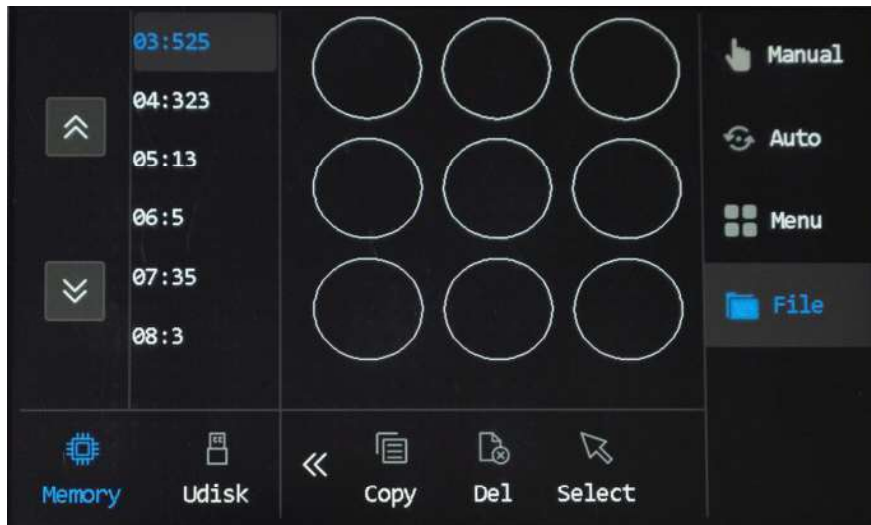 03:525
04:323
05:13
06:5
07:35
08:3
Manual
Auto
Menu
File
Memory
Udisk
Copy
Del
Select